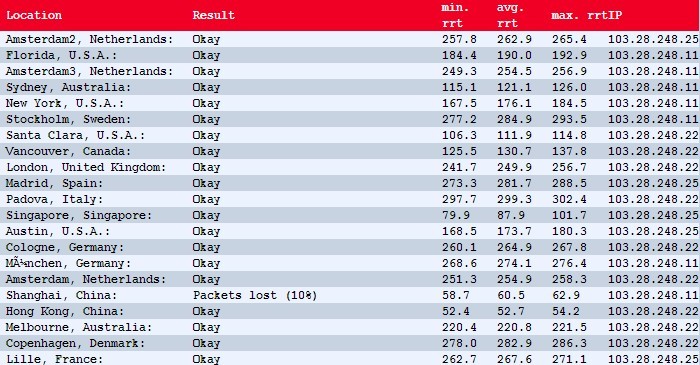 Location Result min. rrt avg. rrt max. rrtIP
Amsterdam2, Netherlands: Okay 257.8 262.9 265.4 103.28.248.25
Florida, U.S.A.: Okay 184.4 190.0 192.9 103.28.248.11
Amsterdam3, Netherlands: Okay 249.3 254.5 256.9 103.28.248.11
Sydney, Australia: Okay 115.1 121.1 126.0 103.28.248.11
New York, U.S.A.: Okay 167.5 176.1 184.5 103.28.248.11
Stockholm, Sweden: Okay 277.2 284.9 293.5 103.28.248.11
Santa Clara, U.S.A.: Okay 106.3 111.9 114.8 103.28.248.22
Vancouver, Canada: Okay 125.5 130.7 137.8 103.28.248.22
London, United Kingdom: Okay 241.7 249.9 256.7 103.28.248.22
Madrid, Spain: Okay 273.3 281.7 288.5 103.28.248.25
Padova, Italy: Okay 297.7 299.3 302.4 103.28.248.22
Singapore, Singapore: Okay 79.9 87.9 101.7 103.28.248.25
Austin, U.S.A.: Okay 168.5 173.7 180.3 103.28.248.25
Cologne, Germany: Okay 260.1 264.9 267.8 103.28.248.22
MÃ¼nchen, Germany: Okay 268.6 274.1 276.4 103.28.248.11
Amsterdam, Netherlands: Okay 251.3 254.9 258.3 103.28.248.22
Shanghai, China: Packets lost (10%) 58.7 60.5 62.9 103.28.248.11
Hong Kong, China: Okay 52.4 52.7 54.2 103.28.248.22
Melbourne, Australia: Okay 220.4 220.8 221.5 103.28.248.22
Copenhagen, Denmark: Okay 278.0 282.9 286.3 103.28.248.22
Lille, France: Okay 262.7 267.6 271.1 103.28.248.25